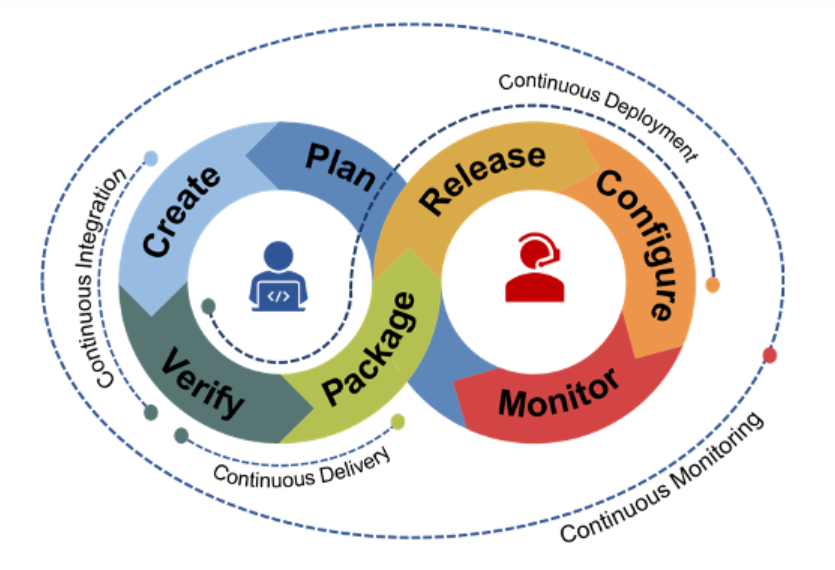 Continuous Deployment
Plan
Release
Create
Configure
Continuous Integration
</>
Package
Verify
Monitor
Continuous Delivery
Continuous Monitoring